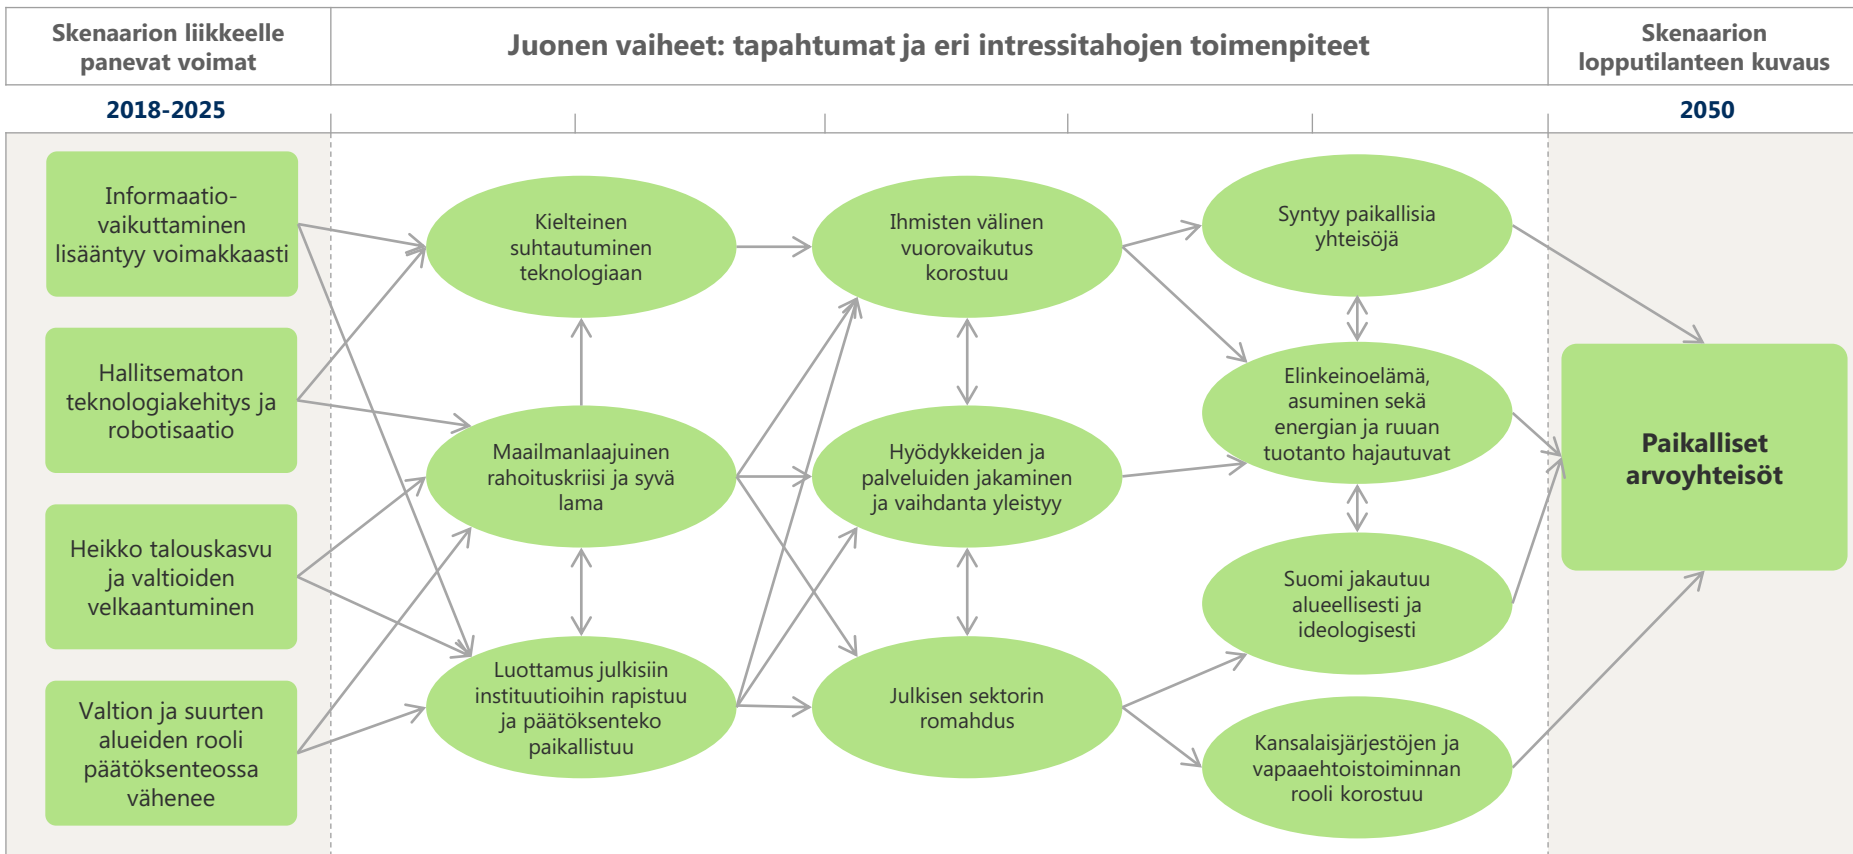 Skenaarion liikkeelle
panevat voimat
Juonen vaiheet: tapahtumat ja eri intressitahojen toimenpiteet
Skenaarion
lopputilanteen kuvaus
2018-2025
2050
Informaatio-
vaikuttaminen
lisääntyy voimakkaasti
Hallitsematon
teknologiakehitys ja
robotisaatio
Heikko talouskasvu
ja valtioiden
velkaantuminen
Valtion ja suurten
alueiden rooli
päätöksenteossa
vähenee
Kielteinen
suhtautuminen
teknologiaan
Maailmanlaajuinen
rahoituskriisi ja syvä
lama
Luottamus julkisiin
instituutioihin rapistuu
ja päätöksenteko
paikallistuu
Ihmisten välinen
vuorovaikutus
korostuu
Hyödykkeiden ja
palveluiden jakaminen
ja vaihdanta yleistyy
Julkisen sektorin
romahdus
Syntyy paikallisia
yhteisöjä
Elinkeinoelämä,
asuminen sekä
energian ja ruuan
tuotanto hajautuvat
Suomi jakautuu
alueellisesti ja
ideologisesti
Kansalaisjärjestöjen ja
vapaaehtoistoiminnan
rooli korostuu
Paikalliset
arvoyhteisöt